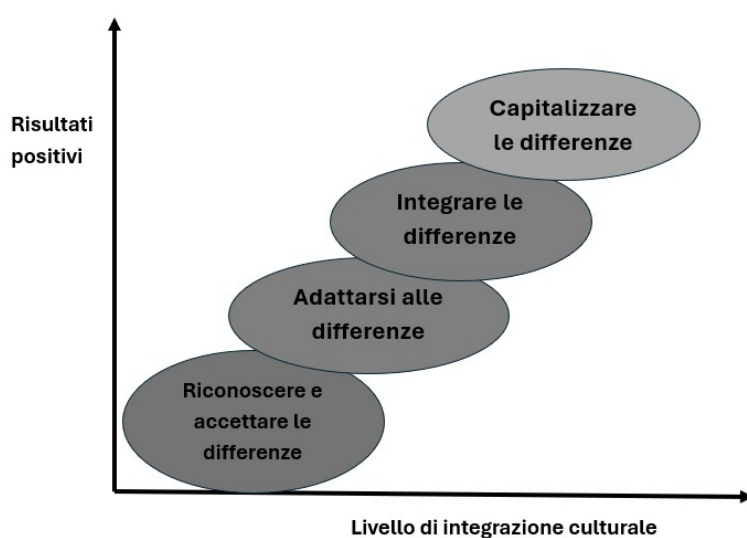 Risultati
positivi
Capitalizzare
le differenze
Integrare le
differenze
Adattarsi alle
differenze
Riconoscere e
accettare le
differenze
Livello di integrazione culturale